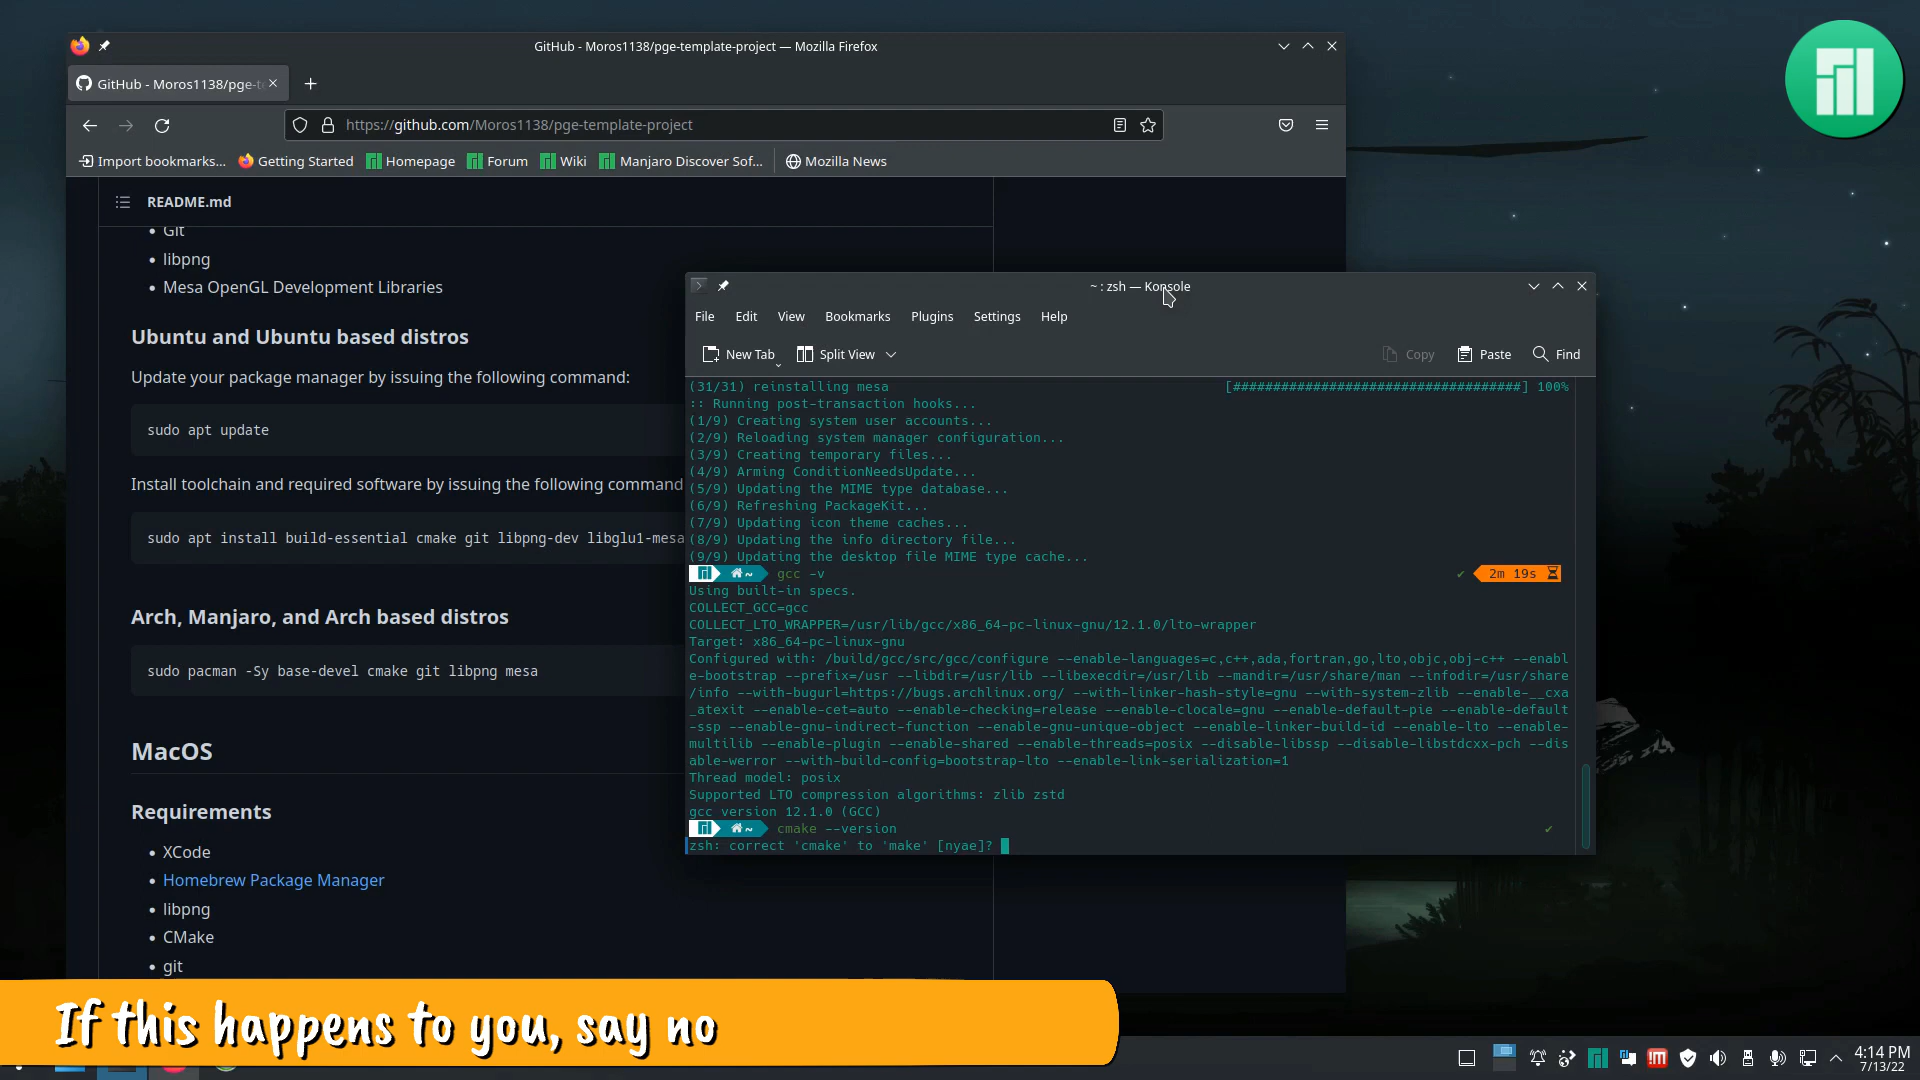 GitHub - Moros1138/pge-template-project — Mozilla Firefox
GitHub - Moros1138/pge-te
https://github.com/Moros1138/pge-template-project
Import bookmarks... Getting Started Homepage Forum Wiki Manjaro Discover Sof... Mozilla News
README.md
Git
libpng
Mesa OpenGL Development Libraries
Ubuntu and Ubuntu based distros
Update your package manager by issuing the following command:
sudo apt update
Install toolchain and required software by issuing the following command
sudo apt install build-essential cmake git libpng-dev libglu1-mesa
Arch, Manjaro, and Arch based distros
sudo pacman -Sy base-devel cmake git libpng mesa
MacOS
Requirements
XCode
Homebrew Package Manager
libpng
CMake
git
~ : zsh — Konsole
File Edit View Bookmarks Plugins Settings Help
New Tab Split View Copy Paste Find
(31/31) reinstalling mesa [####################################] 100%
:: Running post-transaction hooks...
(1/9) Creating system user accounts...
(2/9) Reloading system manager configuration...
(3/9) Creating temporary files...
(4/9) Arming ConditionNeedsUpdate...
(5/9) Updating the MIME type database...
(6/9) Refreshing PackageKit...
(7/9) Updating icon theme caches...
(8/9) Updating the info directory file...
(9/9) Updating the desktop file MIME type cache...
~ gcc -v ✔ 2m 19s
Using built-in specs.
COLLECT_GCC=gcc
COLLECT_LTO_WRAPPER=/usr/lib/gcc/x86_64-pc-linux-gnu/12.1.0/lto-wrapper
Target: x86_64-pc-linux-gnu
Configured with: /build/gcc/src/gcc/configure --enable-languages=c,c++,ada,fortran,go,lto,objc,obj-c++ --enabl
e-bootstrap --prefix=/usr --libdir=/usr/lib --libexecdir=/usr/lib --mandir=/usr/share/man --infodir=/usr/share
/info --with-bugurl=https://bugs.archlinux.org/ --with-linker-hash-style=gnu --with-system-zlib --enable-__cxa
_atexit --enable-cet=auto --enable-checking=release --enable-clocale=gnu --enable-default-pie --enable-default
-ssp --enable-gnu-indirect-function --enable-gnu-unique-object --enable-linker-build-id --enable-lto --enable-
multilib --enable-plugin --enable-shared --enable-threads=posix --disable-libssp --disable-libstdcxx-pch --dis
able-werror --with-build-config=bootstrap-lto --enable-link-serialization=1
Thread model: posix
Supported LTO compression algorithms: zlib zstd
gcc version 12.1.0 (GCC)
~ cmake --version ✔
zsh: correct 'cmake' to 'make' [nyae]?
If this happens to you, say no
4:14 PM
7/13/22